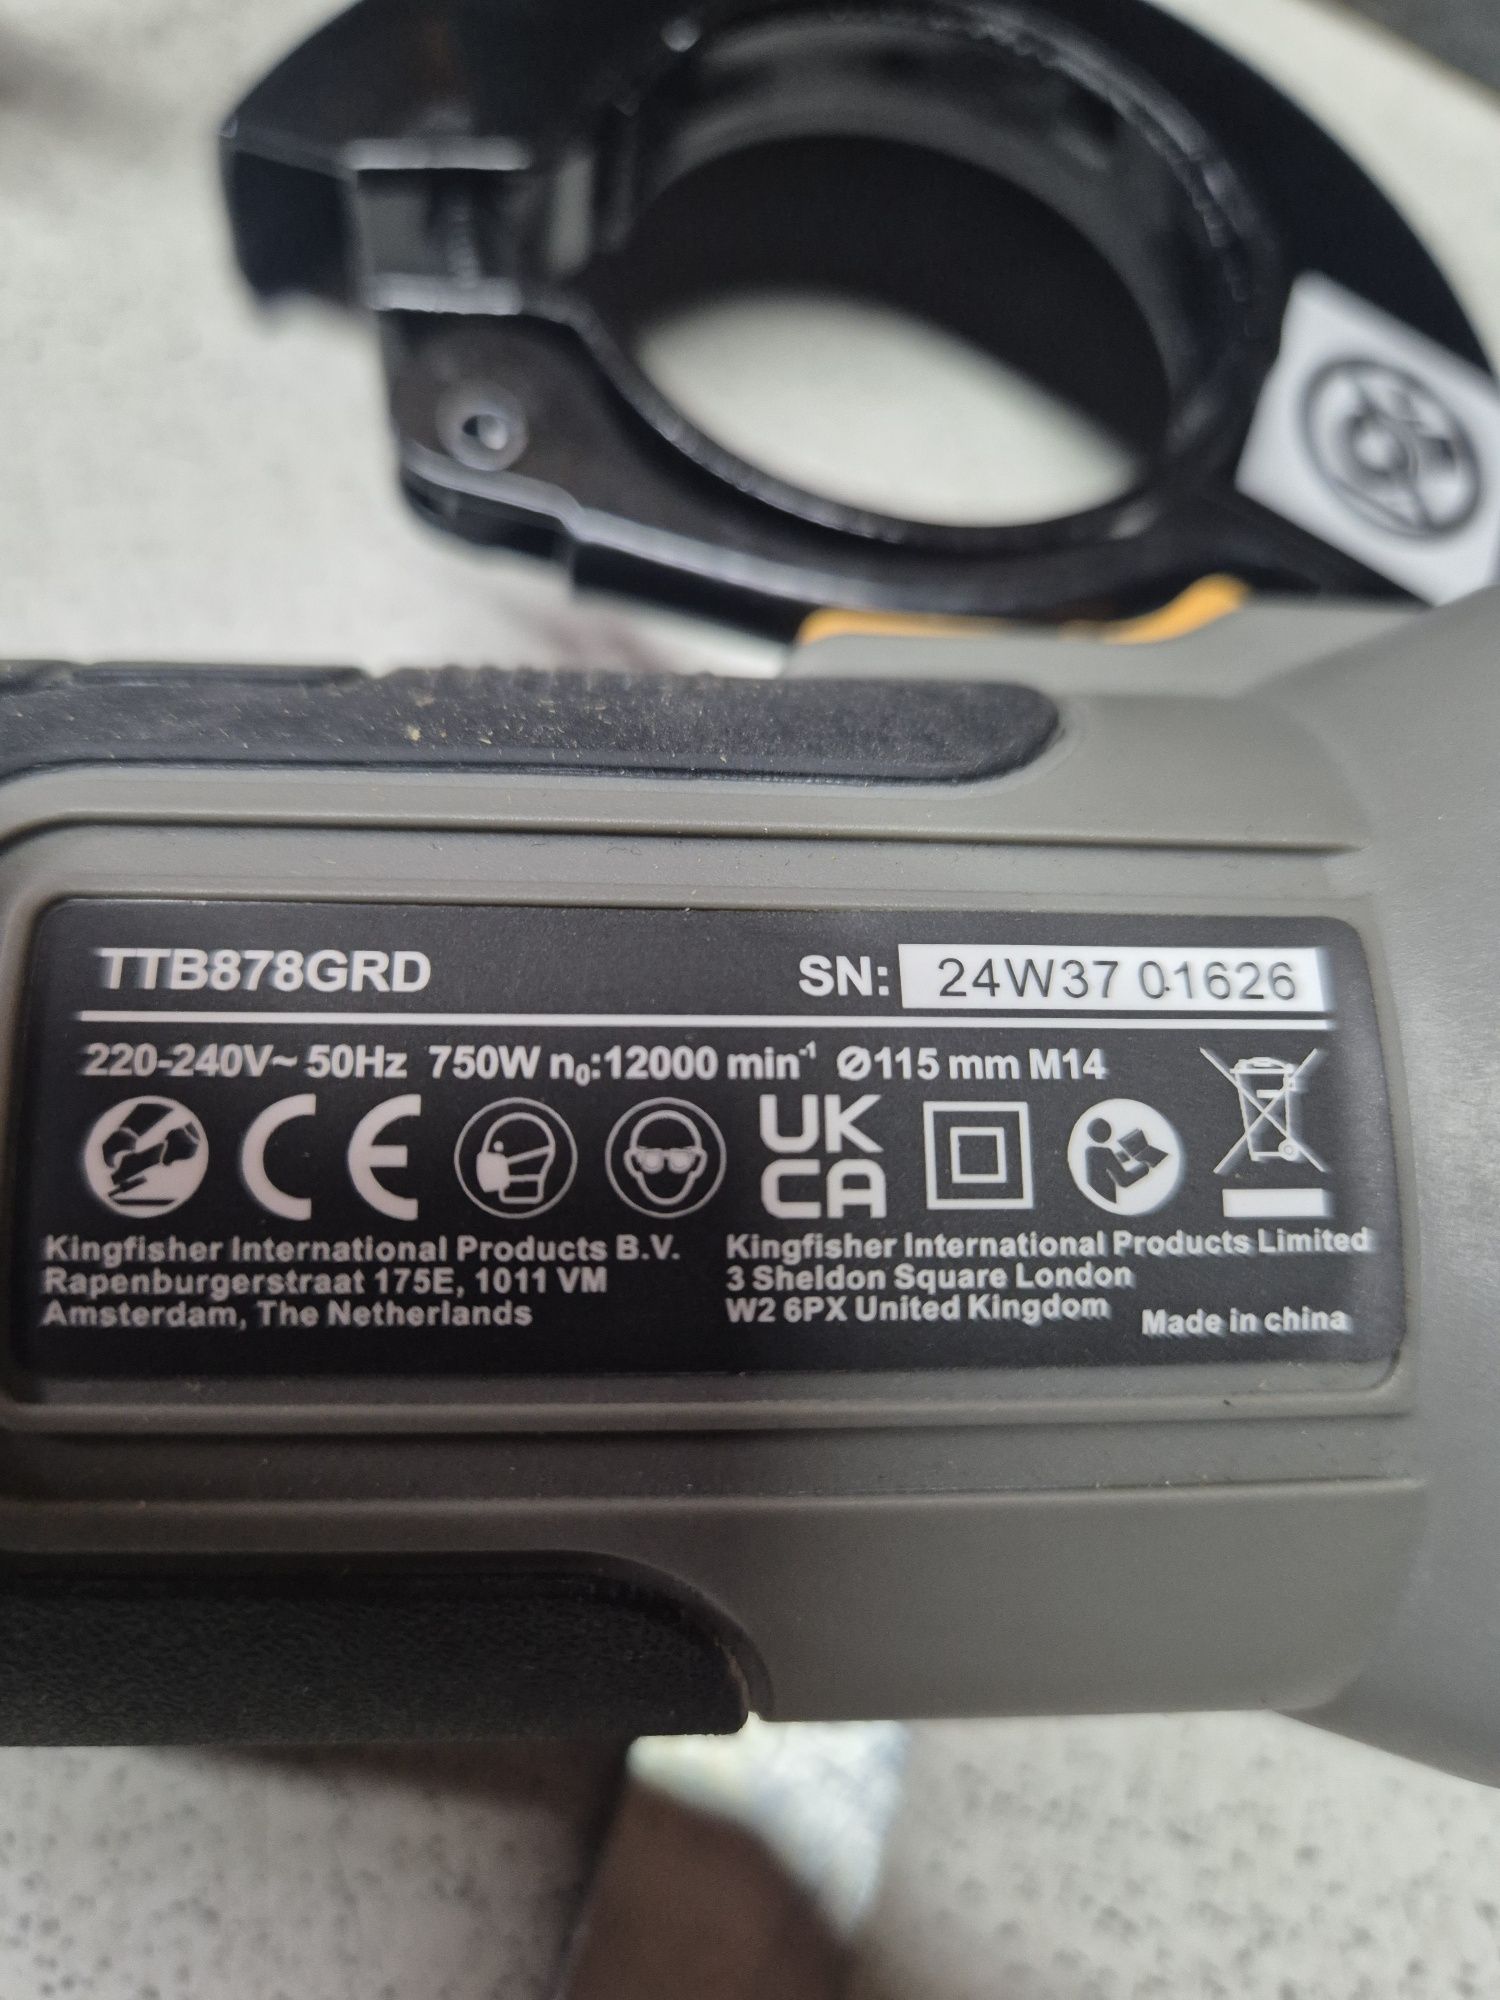 TTB878GRD SN: 24W37 01626
220-240V~ 50Hz 750W n₀:12000 min⁻¹ Ø115 mm M14
CE UK CA
Kingfisher International Products B.V.
Rapenburgerstraat 175E, 1011 VM
Amsterdam, The Netherlands
Kingfisher International Products Limited
3 Sheldon Square London
W2 6PX United Kingdom
Made in china